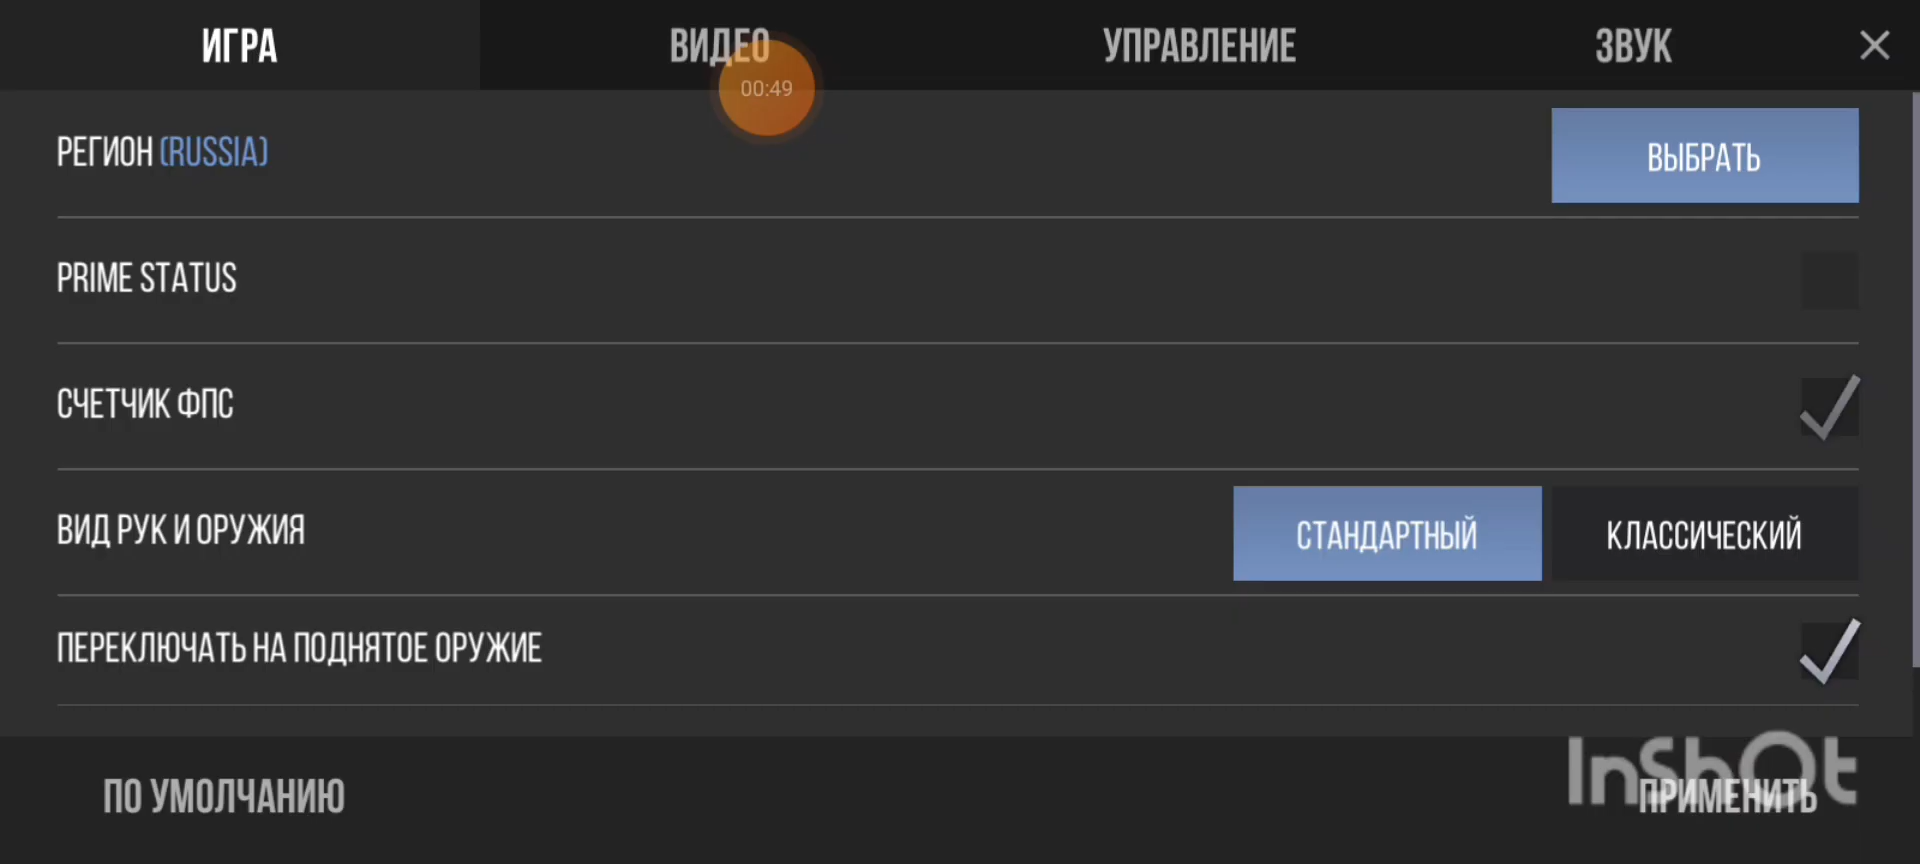 ИГРА
ВИДЕО
УПРАВЛЕНИЕ
ЗВУК
00:49
РЕГИОН (RUSSIA)
ВЫБРАТЬ
PRIME STATUS
СЧЕТЧИК ФПС
ВИД РУК И ОРУЖИЯ
СТАНДАРТНЫЙ
КЛАССИЧЕСКИЙ
ПЕРЕКЛЮЧАТЬ НА ПОДНЯТОЕ ОРУЖИЕ
ПО УМОЛЧАНИЮ
InShOt
ПРИМЕНИТЬ